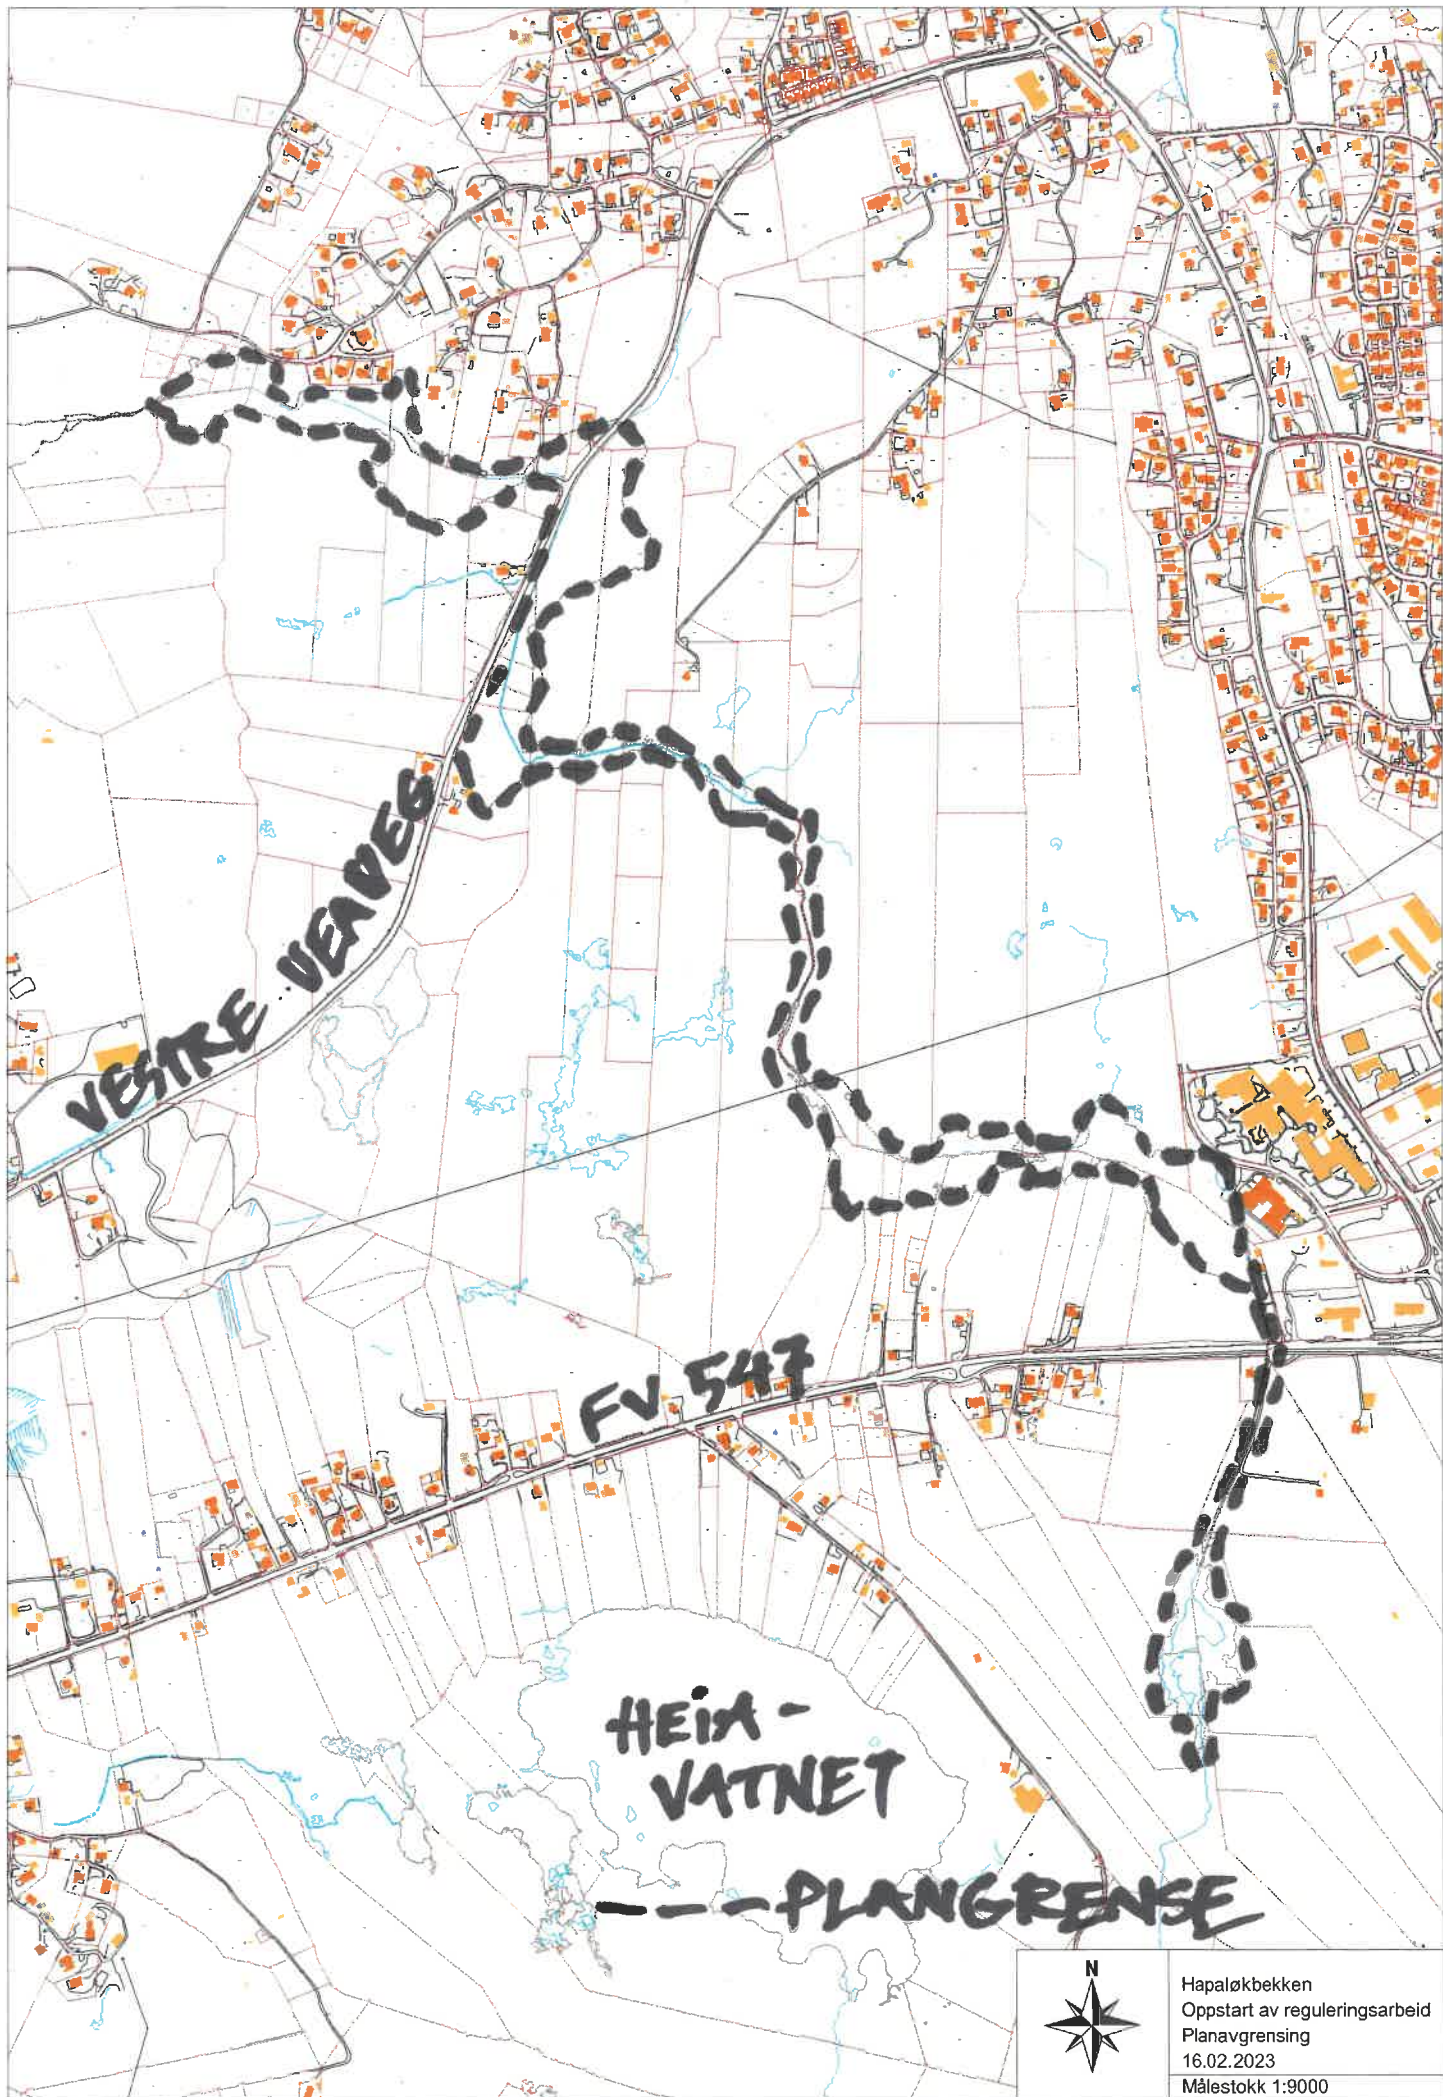 VESTRE VEAVEG
FV 547
HEIA-
VATNET
- - - PLANGRENSE
N
Hapaløkbekken
Oppstart av reguleringsarbeid
Planavgrensing
16.02.2023
Målestokk 1:9000